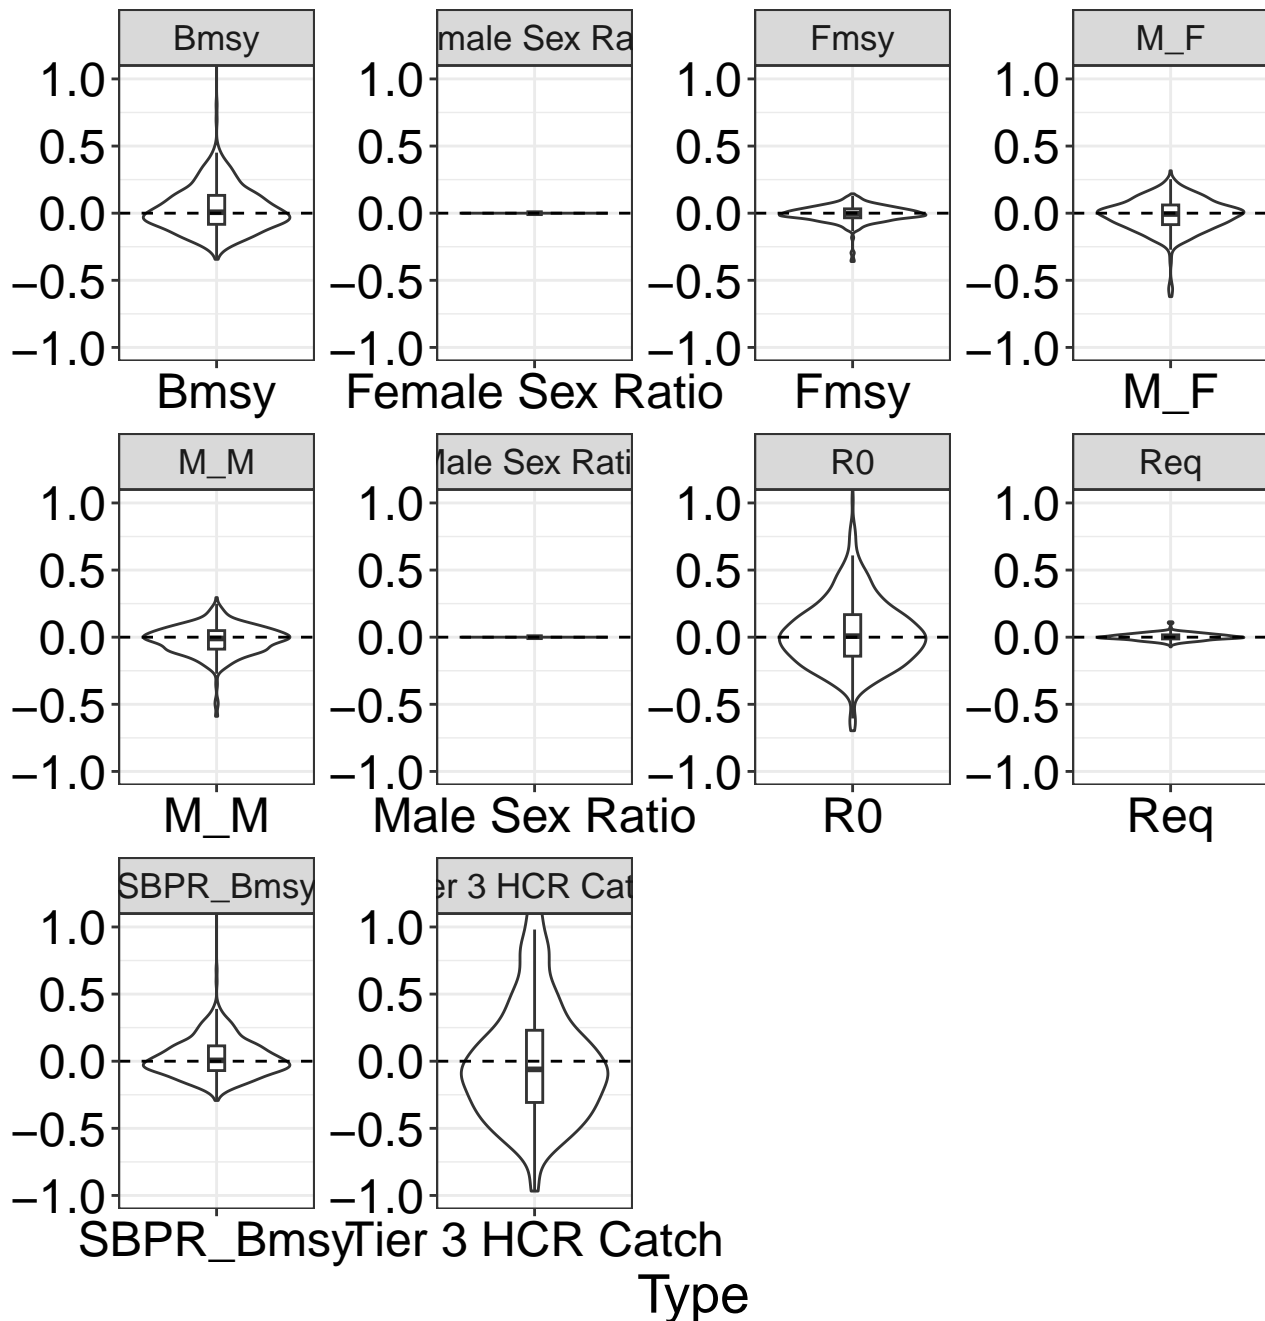 Bmsy
male Sex Ra
Fmsy
M_F
1.0
0.5
0.0
−0.5
−1.0
1.0
0.5
0.0
−0.5
−1.0
1.0
0.5
0.0
−0.5
−1.0
1.0
0.5
0.0
−0.5
−1.0
Bmsy
Female Sex Ratio
Fmsy
M_F
M_M
Male Sex Rati
R0
Req
1.0
0.5
0.0
−0.5
−1.0
1.0
0.5
0.0
−0.5
−1.0
1.0
0.5
0.0
−0.5
−1.0
1.0
0.5
0.0
−0.5
−1.0
M_M
Male Sex Ratio
R0
Req
SBPR_Bmsy
er 3 HCR Cat
1.0
0.5
0.0
−0.5
−1.0
1.0
0.5
0.0
−0.5
−1.0
SBPR_Bmsy
Tier 3 HCR Catch
Type